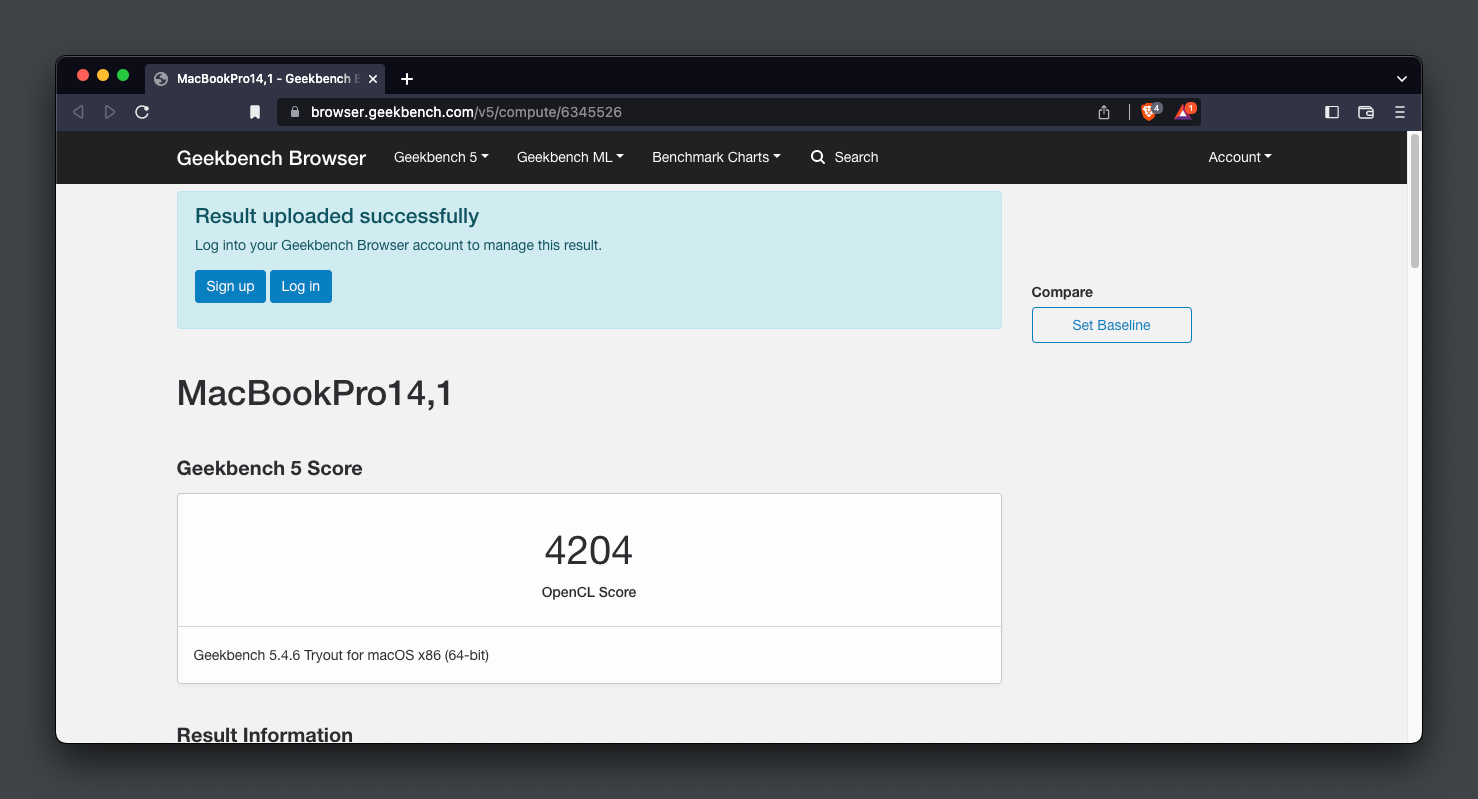 MacBookPro14,1 - Geekbench
browser.geekbench.com/v5/compute/6345526
4
1
Geekbench Browser
Geekbench 5
Geekbench ML
Benchmark Charts
Search
Account
Result uploaded successfully
Log into your Geekbench Browser account to manage this result.
Sign up
Log in
Compare
Set Baseline
MacBookPro14,1
Geekbench 5 Score
4204
OpenCL Score
Geekbench 5.4.6 Tryout for macOS x86 (64-bit)
Result Information